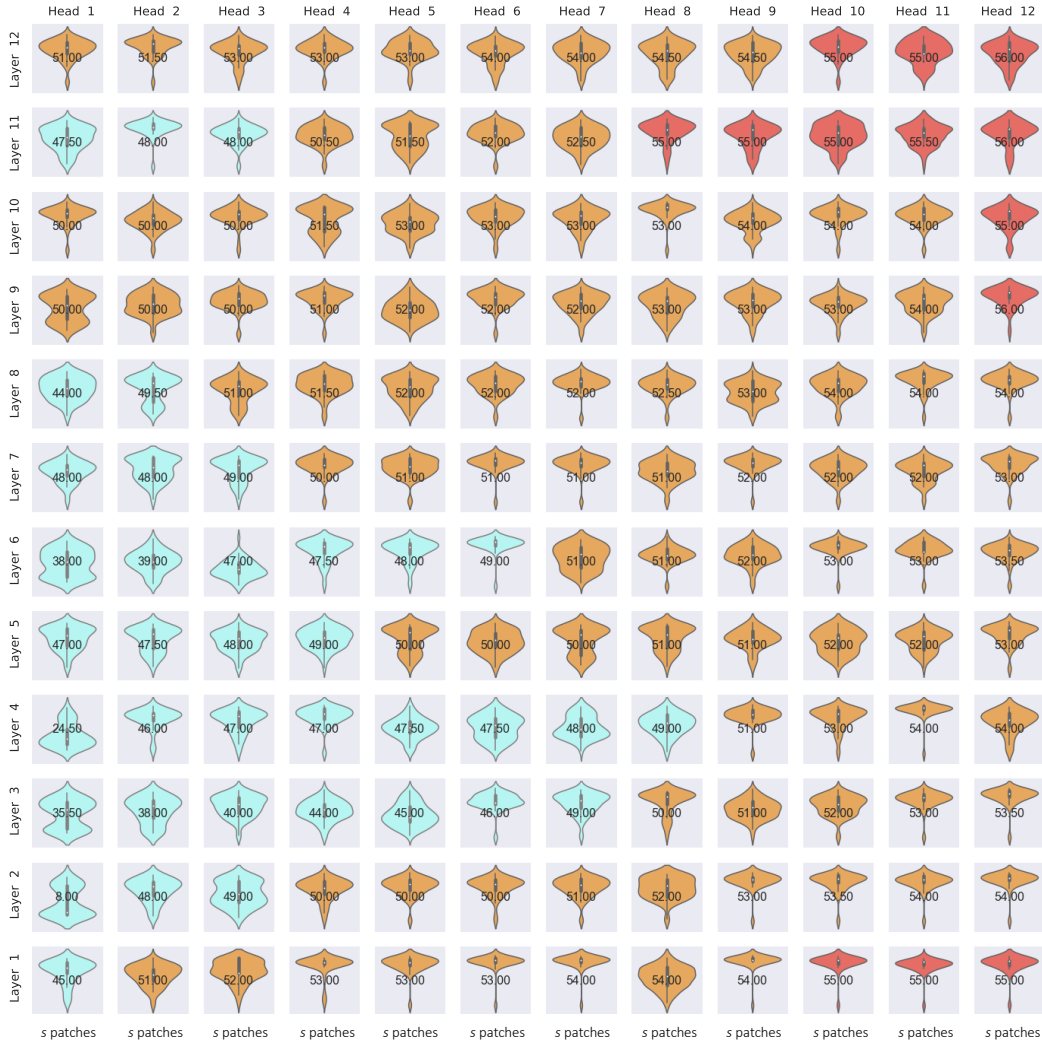 Head 1 Head 2 Head 3 Head 4 Head 5 Head 6 Head 7 Head 8 Head 9 Head 10 Head 11 Head 12
Layer 12 51.00 51.50 53.00 53.00 53.00 54.00 54.00 54.50 54.50 55.00 55.00 56.00
Layer 11 47.50 48.00 48.00 50.50 51.50 52.00 52.50 55.00 55.00 55.00 55.50 56.00
Layer 10 50.00 50.00 50.00 51.50 53.00 53.00 53.00 53.00 54.00 54.00 54.00 55.00
Layer 9 50.00 50.00 50.00 51.00 52.00 52.00 52.00 53.00 53.00 53.00 54.00 56.00
Layer 8 44.00 49.50 51.00 51.50 52.00 52.00 52.00 52.50 53.00 54.00 54.00 54.00
Layer 7 48.00 48.00 49.00 50.00 51.00 51.00 51.00 51.00 52.00 52.00 52.00 53.00
Layer 6 38.00 39.00 47.00 47.50 48.00 49.00 51.00 51.00 52.00 53.00 53.00 53.50
Layer 5 47.00 47.50 48.00 49.00 50.00 50.00 50.00 51.00 51.00 52.00 52.00 53.00
Layer 4 24.50 46.00 47.00 47.00 47.50 47.50 48.00 49.00 51.00 53.00 54.00 54.00
Layer 3 35.50 38.00 40.00 44.00 45.00 46.00 49.00 50.00 51.00 52.00 53.00 53.50
Layer 2 8.00 48.00 49.00 50.00 50.00 50.00 51.00 52.00 53.00 53.50 54.00 54.00
Layer 1 45.00 51.00 52.00 53.00 53.00 53.00 54.00 54.00 54.00 55.00 55.00 55.00
s patches s patches s patches s patches s patches s patches s patches s patches s patches s patches s patches s patches